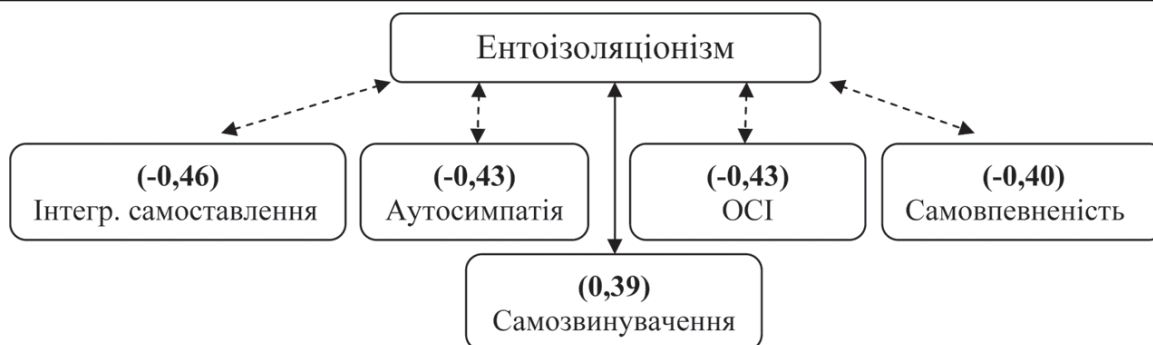 Ентоізоляціонізм
(-0,46)
Інтегр. самоставлення
(-0,43)
Аутосимпатія
(-0,43)
ОСІ
(-0,40)
Самовпевненість
(0,39)
Самозвинувачення